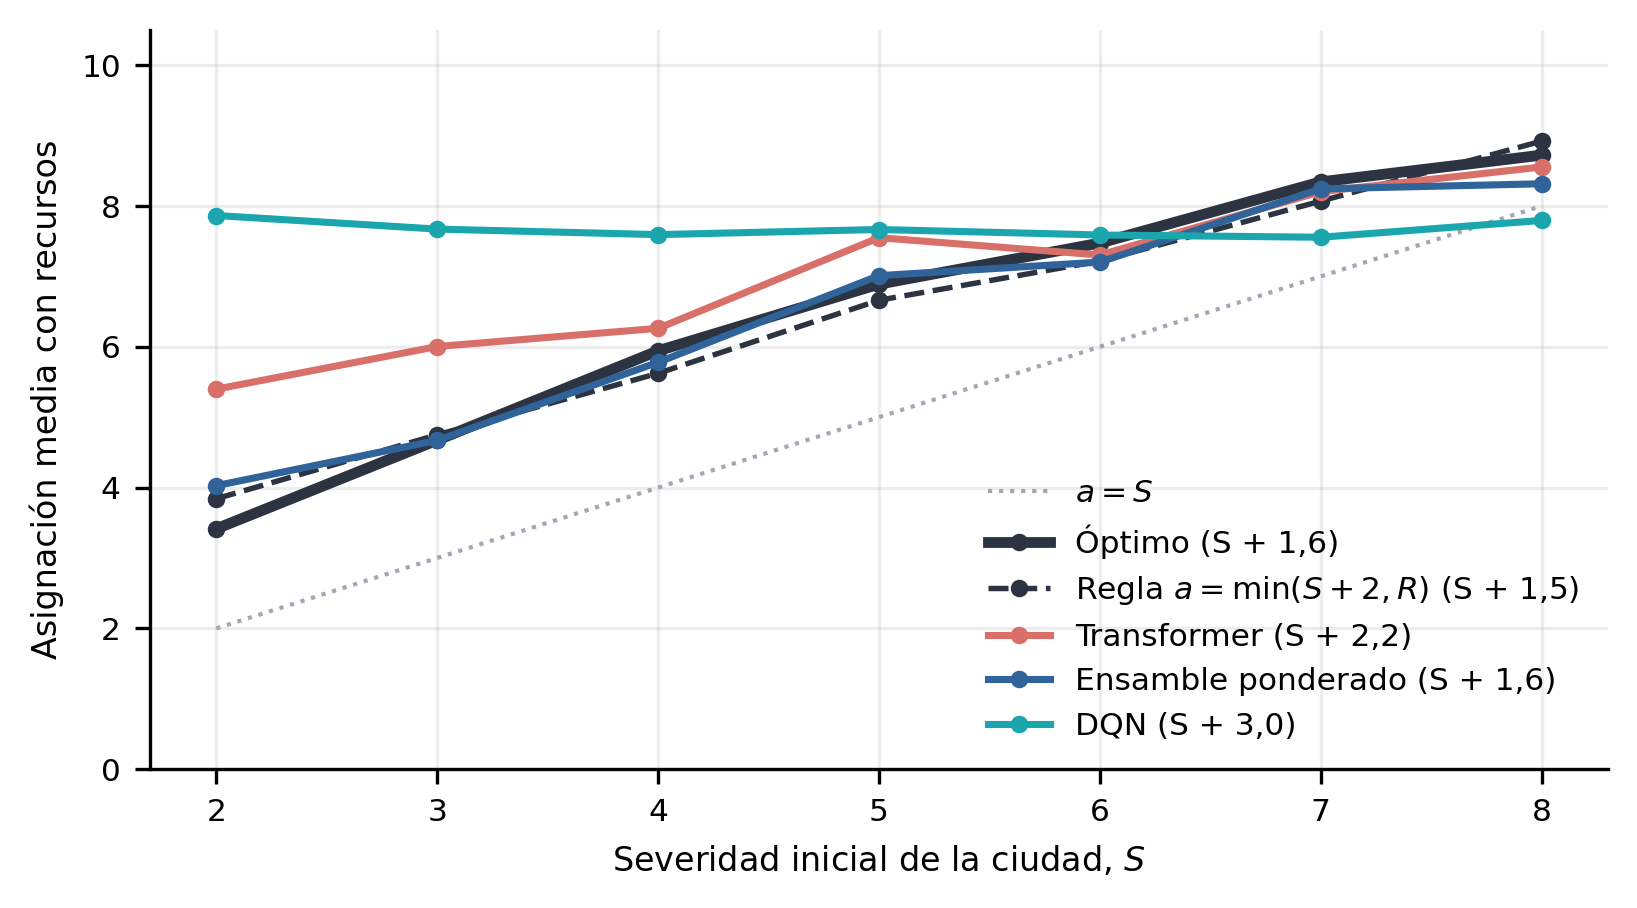 10
8
6
4
2
0
Asignación media con recursos
2 3 4 5 6 7 8
Severidad inicial de la ciudad, S
a = S
Óptimo (S + 1,6)
Regla a = min(S + 2, R) (S + 1,5)
Transformer (S + 2,2)
Ensamble ponderado (S + 1,6)
DQN (S + 3,0)